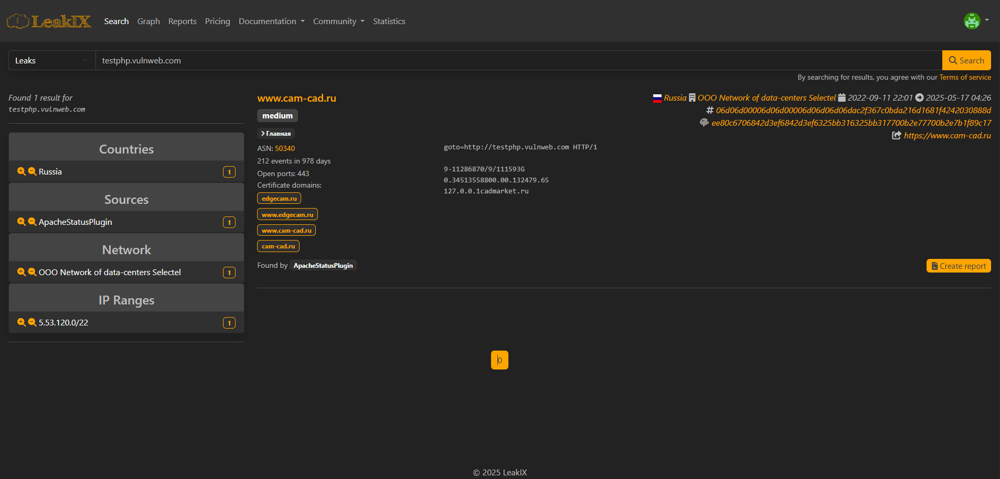 LeakIX Search Graph Reports Pricing Documentation Community Statistics
Leaks testphp.vulnweb.com Search
By searching for results, you agree with our Terms of service
Found 1 result for
testphp.vulnweb.com
Countries
Russia 1
Sources
ApacheStatusPlugin 1
Network
OOO Network of data-centers Selectel 1
IP Ranges
5.53.120.0/22 1
www.cam-cad.ru
medium
Главная
ASN: 50340
212 events in 978 days
Open ports: 443
Certificate domains:
edgecam.ru
www.edgecam.ru
www.cam-cad.ru
cam-cad.ru
Found by ApacheStatusPlugin
Russia OOO Network of data-centers Selectel 2022-09-11 22:01 2025-05-17 04:26
06d06d00006d06d00006d06d06d06dac2f367c0bda216d1681f4242030888d
ee80c6706842d3ef6842d3ef6325bb316325bb317700b2e77700b2e7b1f89c17
https://www.cam-cad.ru
goto=http://testphp.vulnweb.com HTTP/1
9-11286870/9/111593G
0.34513558800.00.132479.65
127.0.0.1cadmarket.ru
Create report
0
© 2025 LeakIX